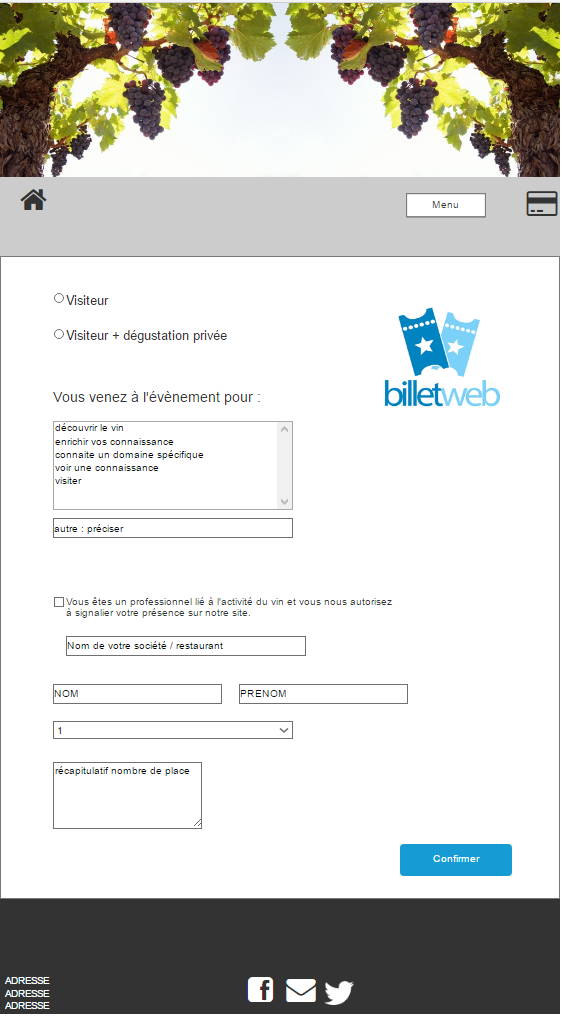 Menu
Visiteur
Visiteur + dégustation privée
billetweb
Vous venez à l'évènement pour :
découvrir le vin
enrichir vos connaissance
connaite un domaine spécifique
voir une connaissance
visiter
autre : préciser
Vous êtes un professionnel lié à l'activité du vin et vous nous autorisez
à signalier votre présence sur notre site.
Nom de votre société / restaurant
NOM PRENOM
1
récapitulatif nombre de place
Confirmer
ADRESSE
ADRESSE
ADRESSE